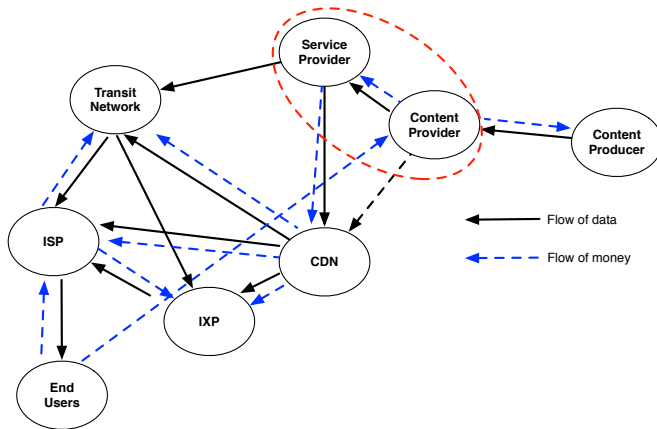 Service
Provider
Transit
Network
Content
Provider
Content
Producer
Flow of data
ISP
CDN
Flow of money
IXP
End
Users